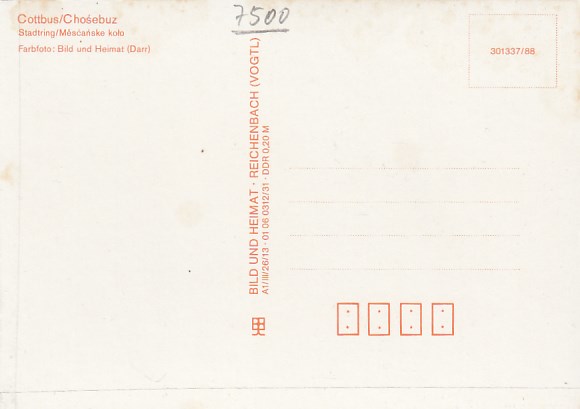 Cottbus/Chośebuz
Stadtring/Měsćańske koło
Farbfoto: Bild und Heimat (Darr)
7500
BILD UND HEIMAT · REICHENBACH (VOGTL)
A1/III/26/13 · 01 06 0312/31 · DDR 0,20 M
301337/88